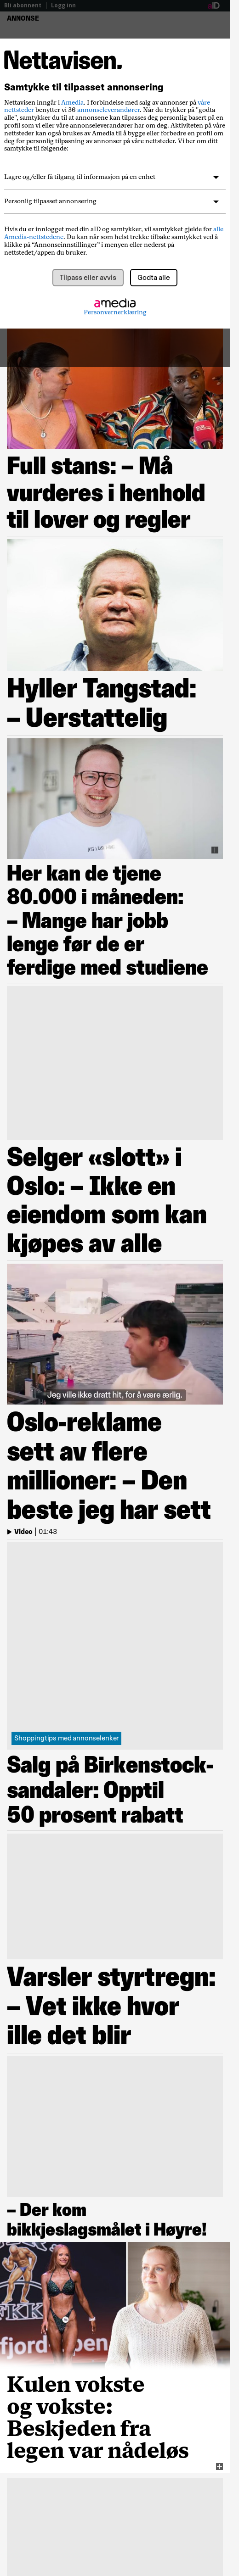 Bli abonnent | Logg inn
ANNONSE
Nettavisen.
Samtykke til tilpasset annonsering
Nettavisen inngår i Amedia. I forbindelse med salg av annonser på våre
nettsteder benytter vi 36 annonseleverandører. Når du trykker på "godta
alle", samtykker du til at annonsene kan tilpasses deg personlig basert på en
profil om deg, bruken din og det annonsørene vet om deg. Aktiviteten på våre
nettsteder kan også brukes av Amedia til å bygge eller forbedre en profil om
deg for personlig tilpasning av annonser på våre nettsteder. Vi ber om ditt
samtykke til følgende:
Lagre og/eller få tilgang til informasjon på en enhet
Personlig tilpasset annonsering
Hvis du er innlogget med din aID og samtykker, vil samtykket gjelde for alle
Amedia-nettstedene. Du kan når som helst trekke tilbake samtykket ved å
klikke på “Annonseinnstillinger” i menyen eller nederst på
nettstedet/appen du bruker.
Tilpass eller avvis
Godta alle
amedia
Personvernerklæring
Full stans: – Må
vurderes i henhold
til lover og regler
Hyller Tangstad:
– Uerstattelig
Her kan de tjene
80.000 i måneden:
– Mange har jobb
lenge før de er
ferdige med studiene
Selger «slott» i
Oslo: – Ikke en
eiendom som kan
kjøpes av alle
Jeg ville ikke dratt hit, for å være ærlig.
Oslo-reklame
sett av flere
millioner: – Den
beste jeg har sett
Video | 01:43
Shoppingtips med annonselenker
Salg på Birkenstock-
sandaler: Opptil
50 prosent rabatt
Varsler styrtregn:
– Vet ikke hvor
ille det blir
– Der kom
bikkjeslagsmålet i Høyre!
Kulen vokste
og vokste:
Beskjeden fra
legen var nådeløs